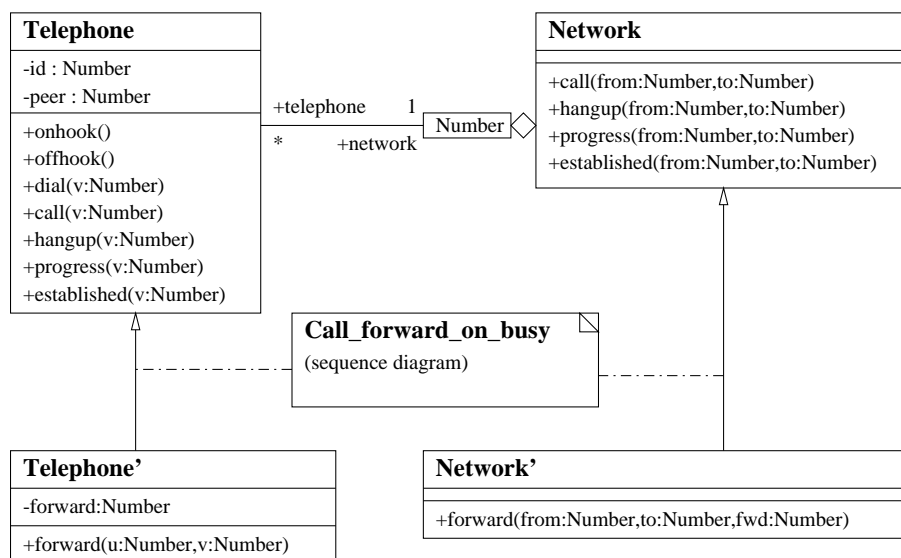 Telephone
-id : Number
-peer : Number
+onhook()
+offhook()
+dial(v:Number)
+call(v:Number)
+hangup(v:Number)
+progress(v:Number)
+established(v:Number)
+telephone 1
* +network
Number
Network
+call(from:Number,to:Number)
+hangup(from:Number,to:Number)
+progress(from:Number,to:Number)
+established(from:Number,to:Number)
Call_forward_on_busy
(sequence diagram)
Telephone’
-forward:Number
+forward(u:Number,v:Number)
Network’
+forward(from:Number,to:Number,fwd:Number)